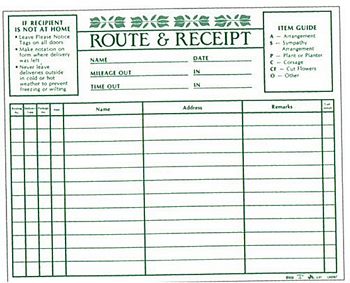 IF RECIPIENT
IS NOT AT HOME
• Leave Please Notice
Tags on all doors
• Make notation on
form where delivery
was left
• Never leave
deliveries outside
in cold or hot
weather to prevent
freezing or wilting
ROUTE & RECEIPT
NAME DATE
MILEAGE OUT IN
TIME OUT IN
ITEM GUIDE
A — Arrangement
S — Sympathy
Arrangement
P — Plant or Planter
C — Corsage
CF — Cut Flowers
O — Other
Name Address Remarks